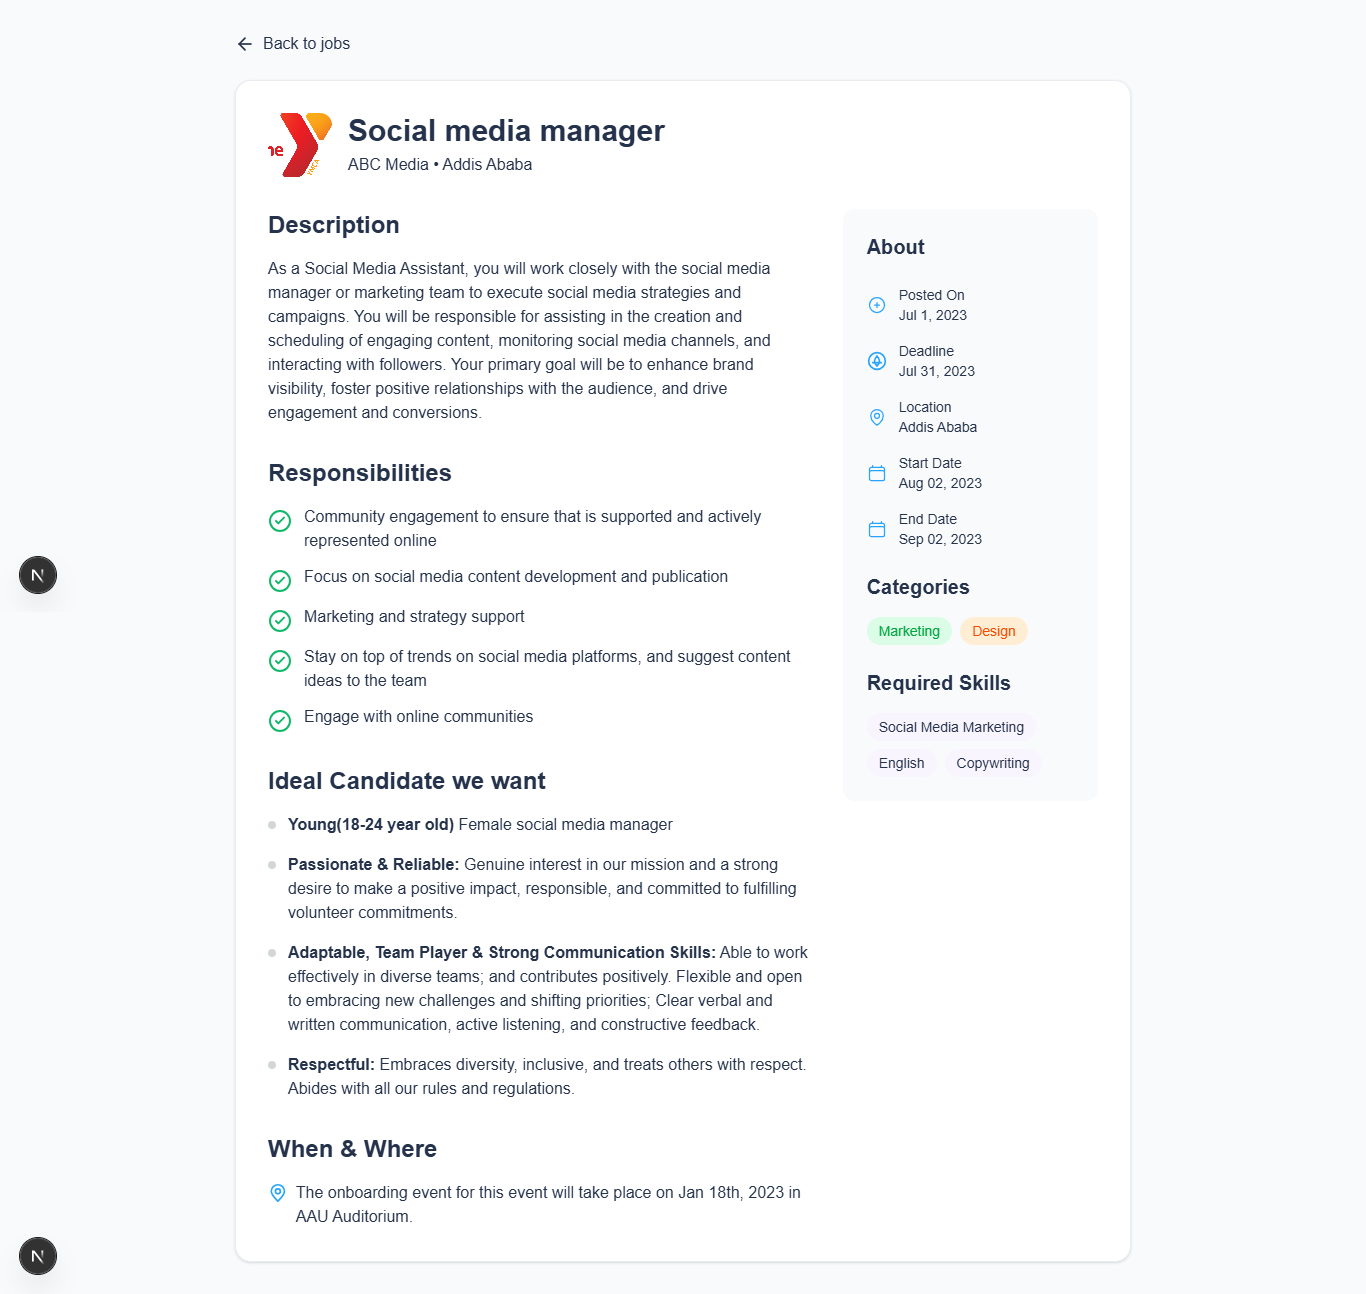 Back to jobs
he
YMCA
Social media manager
ABC Media • Addis Ababa
Description
As a Social Media Assistant, you will work closely with the social media
manager or marketing team to execute social media strategies and
campaigns. You will be responsible for assisting in the creation and
scheduling of engaging content, monitoring social media channels, and
interacting with followers. Your primary goal will be to enhance brand
visibility, foster positive relationships with the audience, and drive
engagement and conversions.
Responsibilities
Community engagement to ensure that is supported and actively
represented online
Focus on social media content development and publication
Marketing and strategy support
Stay on top of trends on social media platforms, and suggest content
ideas to the team
Engage with online communities
Ideal Candidate we want
Young(18-24 year old) Female social media manager
Passionate & Reliable: Genuine interest in our mission and a strong
desire to make a positive impact, responsible, and committed to fulfilling
volunteer commitments.
Adaptable, Team Player & Strong Communication Skills: Able to work
effectively in diverse teams; and contributes positively. Flexible and open
to embracing new challenges and shifting priorities; Clear verbal and
written communication, active listening, and constructive feedback.
Respectful: Embraces diversity, inclusive, and treats others with respect.
Abides with all our rules and regulations.
When & Where
The onboarding event for this event will take place on Jan 18th, 2023 in
AAU Auditorium.
About
Posted On
Jul 1, 2023
Deadline
Jul 31, 2023
Location
Addis Ababa
Start Date
Aug 02, 2023
End Date
Sep 02, 2023
Categories
Marketing
Design
Required Skills
Social Media Marketing
English
Copywriting
N
N